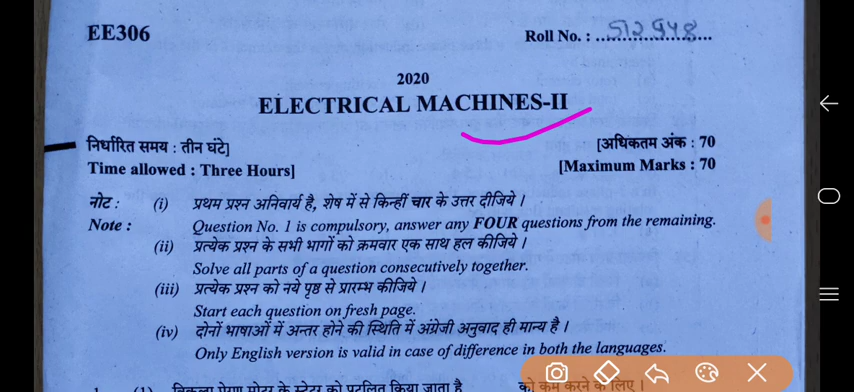 EE306
Roll No. : ...512948...
2020
ELECTRICAL MACHINES-II
निर्धारित समय : तीन घंटे]
[अधिकतम अंक : 70
Time allowed : Three Hours]
[Maximum Marks : 70
नोट : (i) प्रथम प्रश्न अनिवार्य है, शेष में से किन्हीं चार के उत्तर दीजिये ।
Note : Question No. 1 is compulsory, answer any FOUR questions from the remaining.
(ii) प्रत्येक प्रश्न के सभी भागों को क्रमवार एक साथ हल कीजिये ।
Solve all parts of a question consecutively together.
(iii) प्रत्येक प्रश्न को नये पृष्ठ से प्रारम्भ कीजिये ।
Start each question on fresh page.
(iv) दोनों भाषाओं में अन्तर होने की स्थिति में अंग्रेजी अनुवाद ही मान्य है ।
Only English version is valid in case of difference in both the languages.